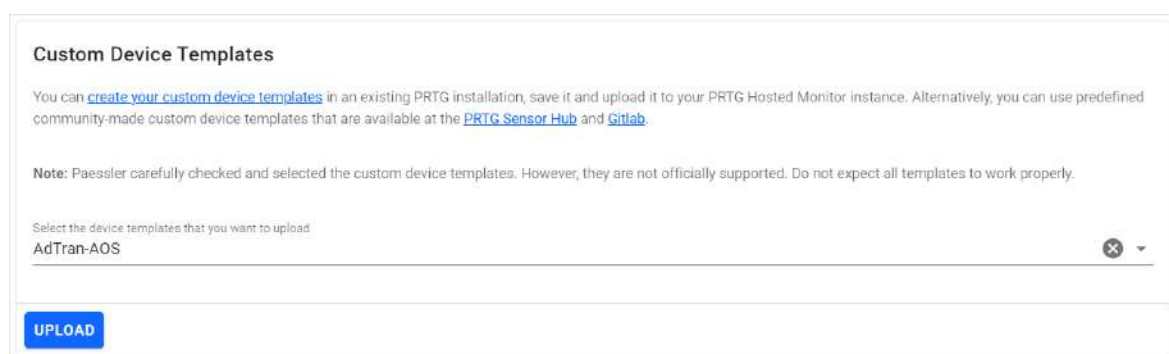 Custom Device Templates
You can create your custom device templates in an existing PRTG installation, save it and upload it to your PRTG Hosted Monitor instance. Alternatively, you can use predefined
community-made custom device templates that are available at the PRTG Sensor Hub and Gitlab.
Note: Paessler carefully checked and selected the custom device templates. However, they are not officially supported. Do not expect all templates to work properly.
Select the device templates that you want to upload
AdTran-AOS
UPLOAD